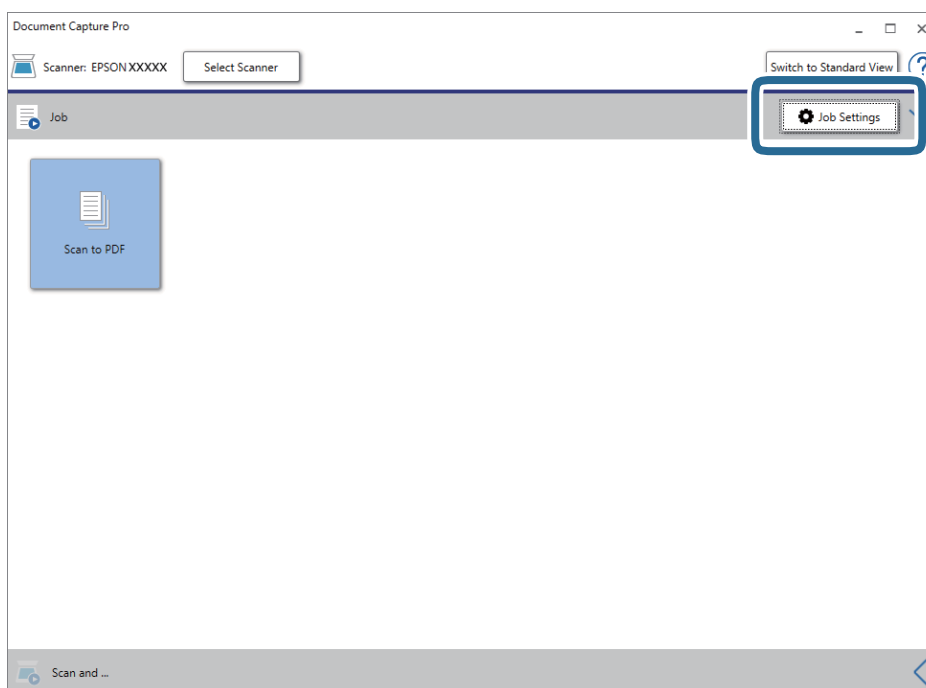 Document Capture Pro
Scanner: EPSON XXXXX
Select Scanner
Switch to Standard View
?
Job
Job Settings
Scan to PDF
Scan and ...